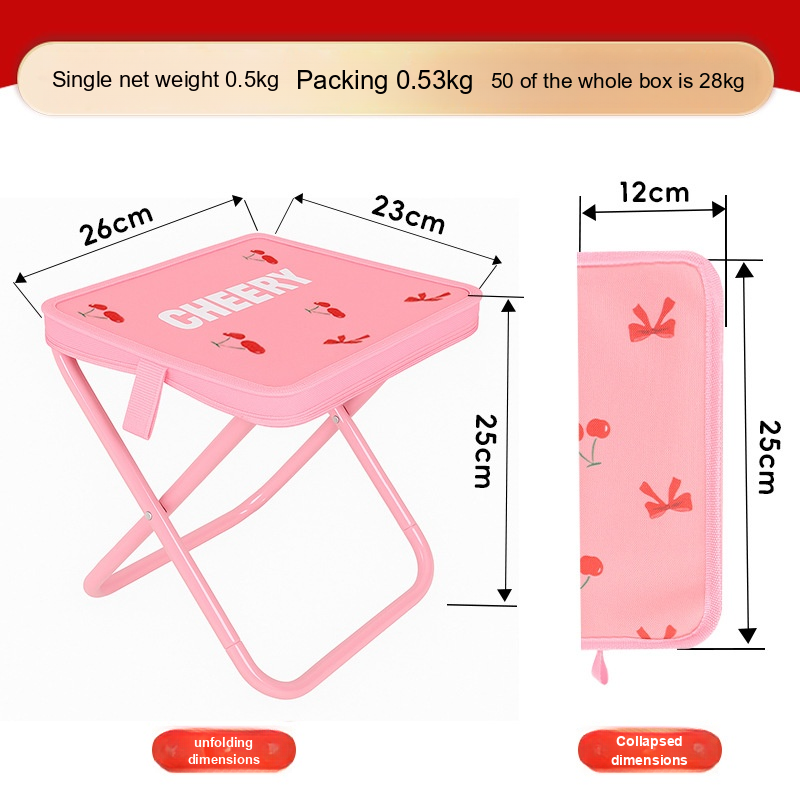 Single net weight 0.5kg Packing 0.53kg 50 of the whole box is 28kg
26cm
23cm
12cm
CHEERY
25cm
25cm
unfolding
dimensions
Collapsed
dimensions